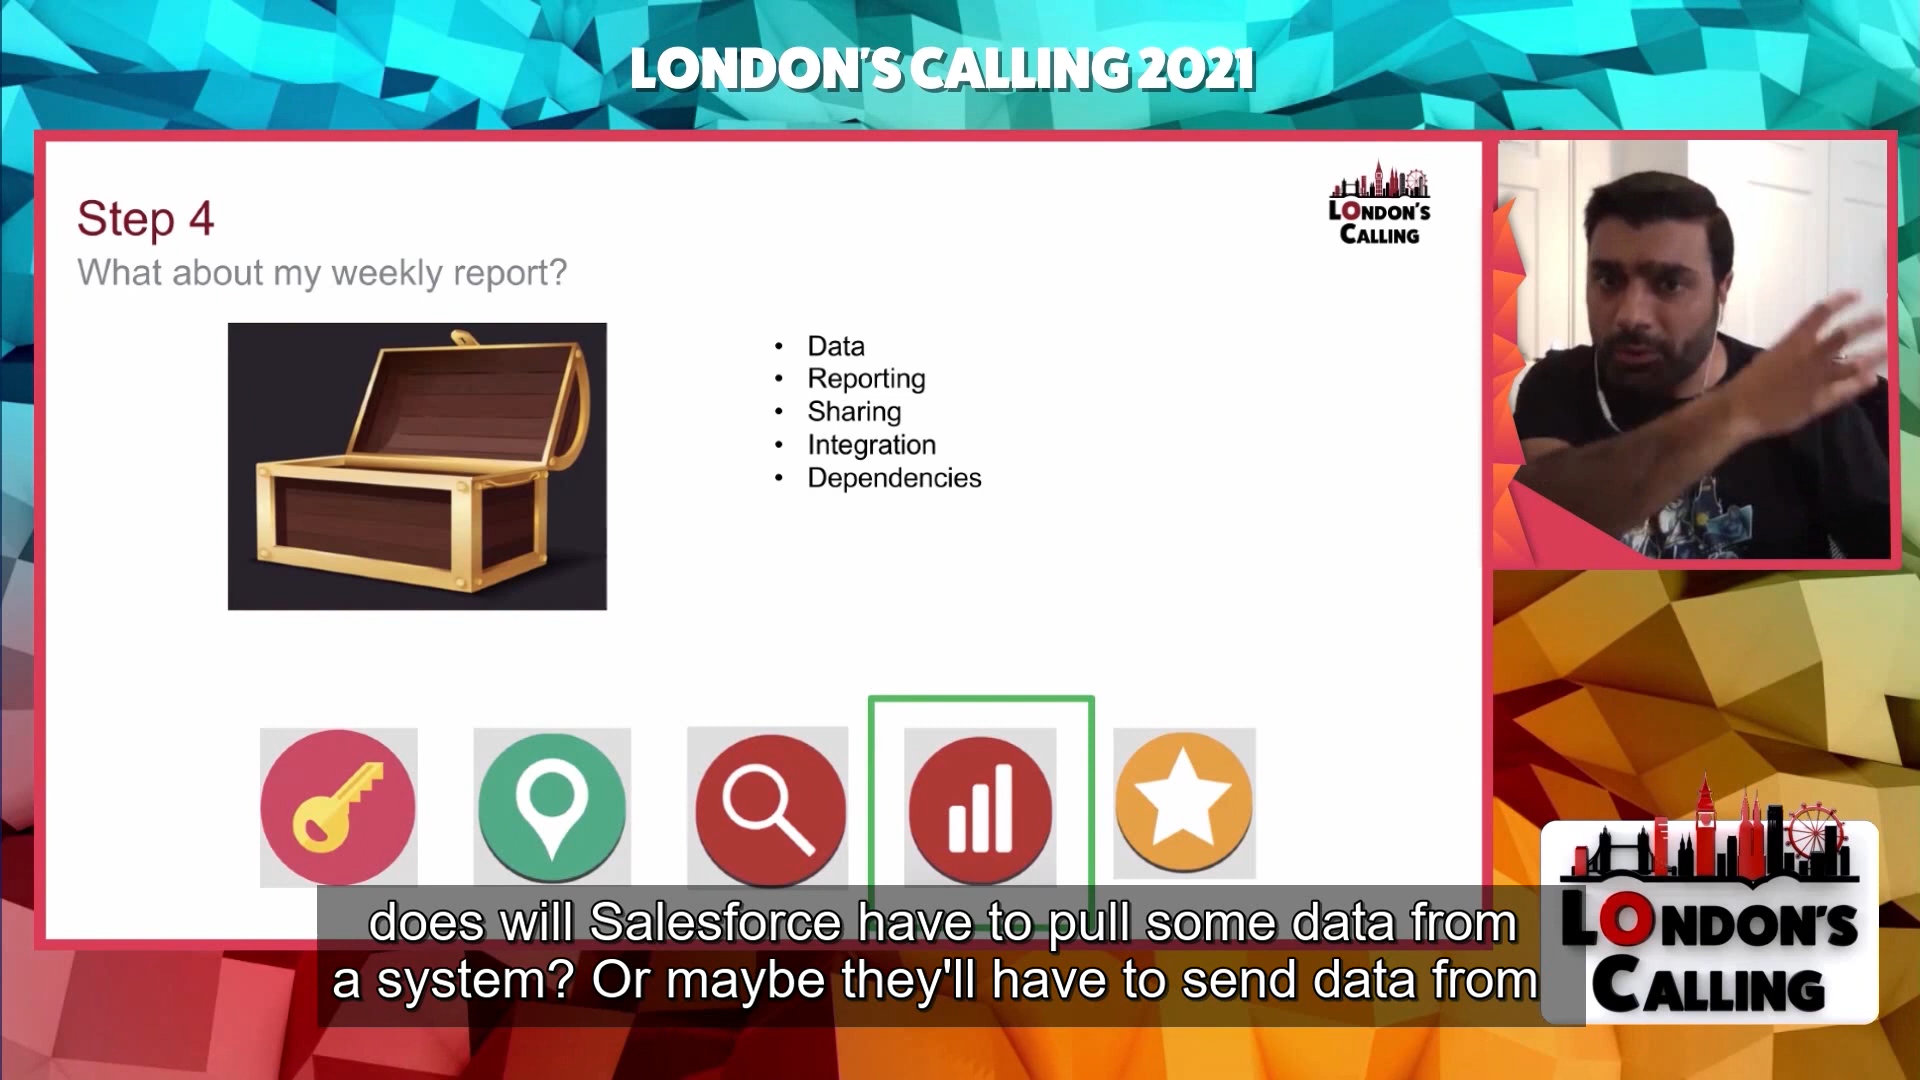 LONDON'S CALLING 2021
Step 4
What about my weekly report?
LONDON'S
CALLING
• Data
• Reporting
• Sharing
• Integration
• Dependencies
does will Salesforce have to pull some data from
a system? Or maybe they'll have to send data from
LONDON'S
CALLING